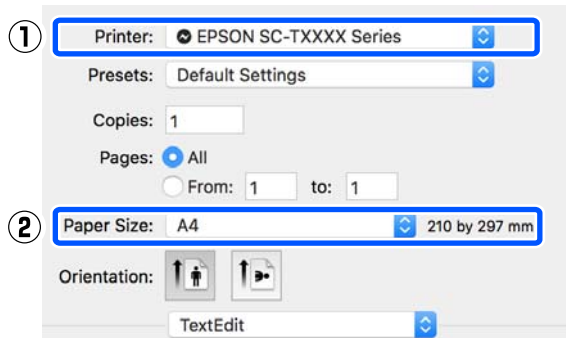 ① Printer: EPSON SC-TXXXX Series
Presets: Default Settings
Copies: 1
Pages: All
From: 1 to: 1
② Paper Size: A4 210 by 297 mm
Orientation:
TextEdit